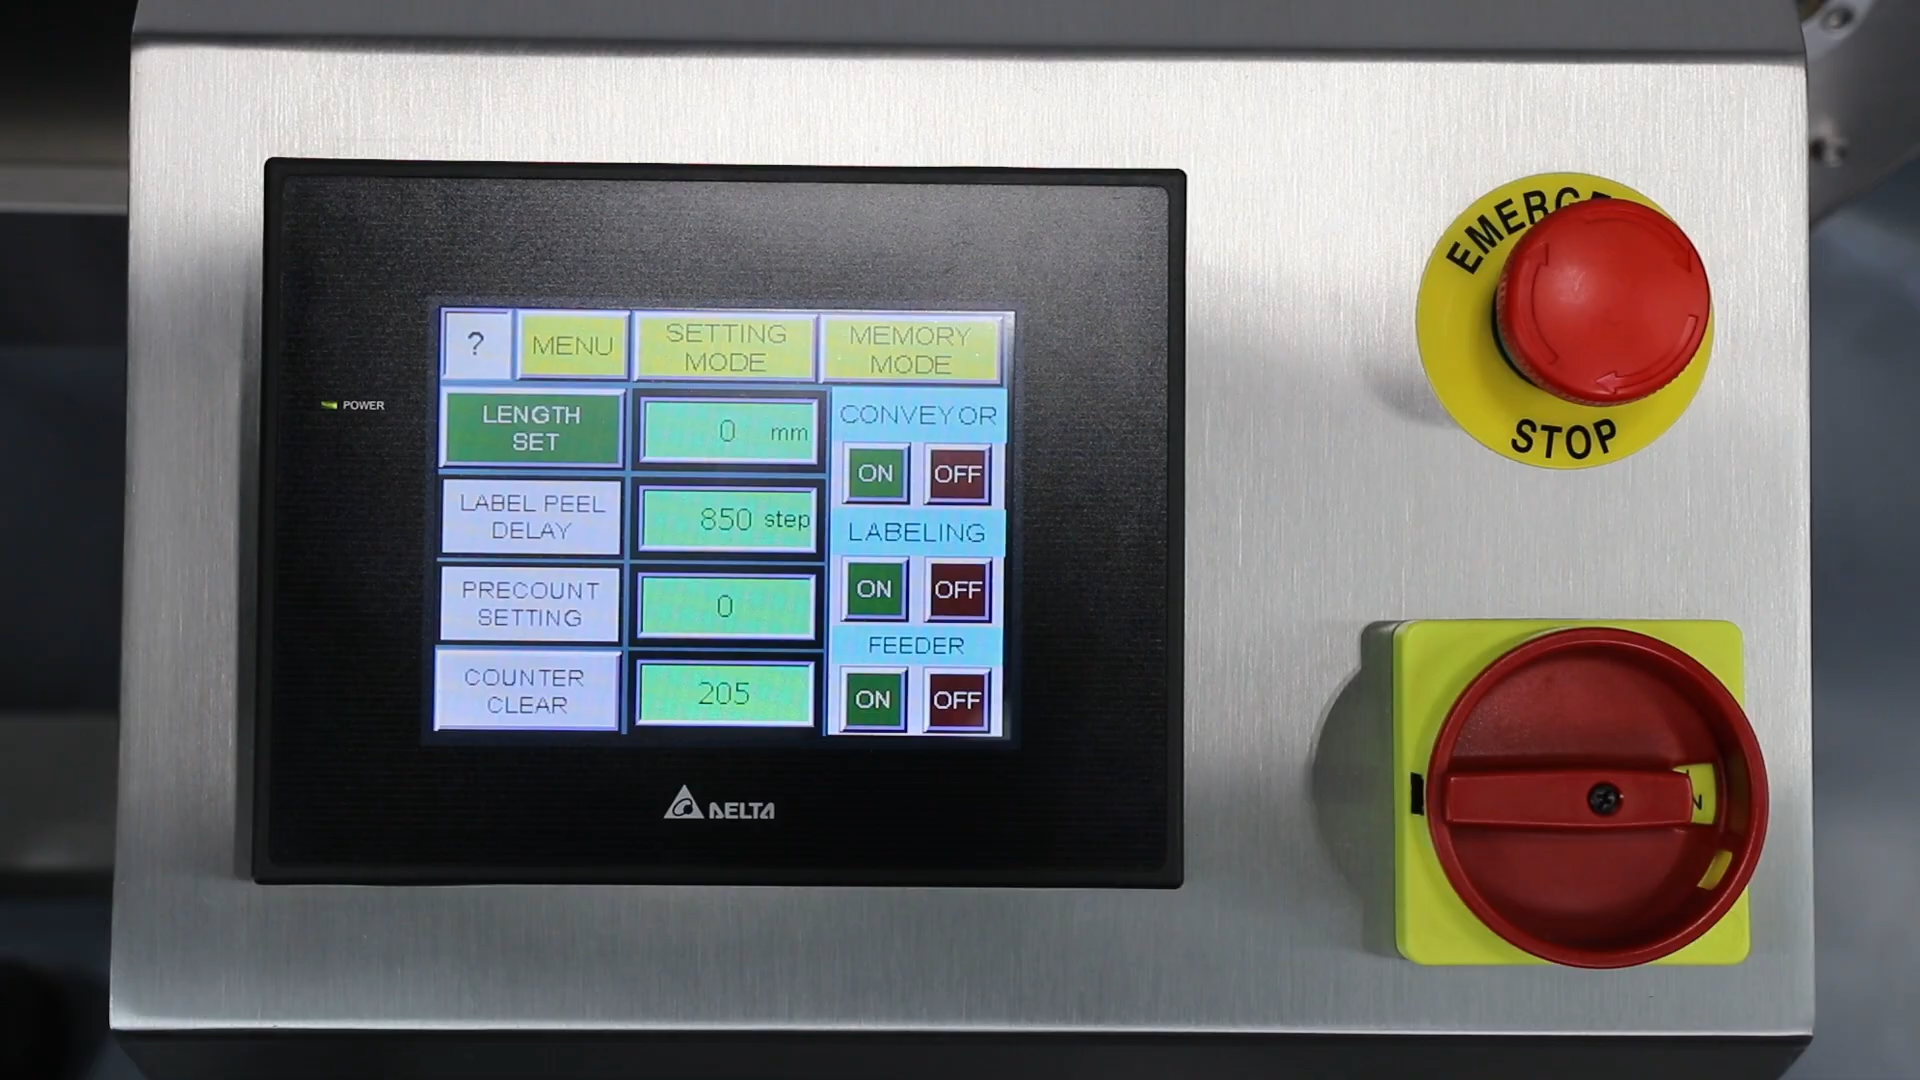 ?
MENU
SETTING
MODE
MEMORY
MODE
LENGTH
SET
0 mm
LABEL PEEL
DELAY
850 step
PRECOUNT
SETTING
0
COUNTER
CLEAR
205
CONVEYOR
ON
OFF
LABELING
ON
OFF
FEEDER
ON
OFF
POWER
DELTA
EMERGE
STOP